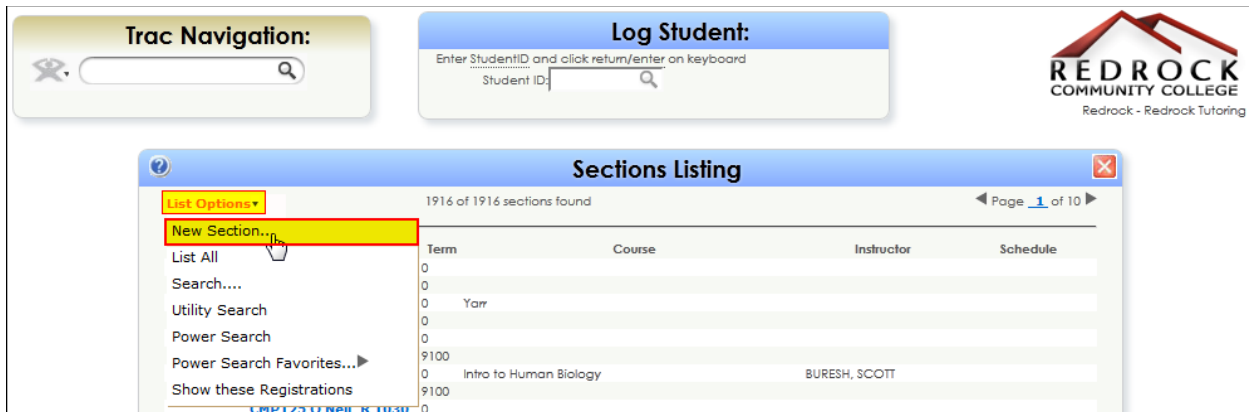 Trac Navigation:
Log Student:
Enter StudentID and click return/enter on keyboard
Student ID:
REDROCK
COMMUNITY COLLEGE
Redrock - Redrock Tutoring
Sections Listing
List Options
1916 of 1916 sections found
Page 1 of 10
New Section...
List All
Search....
Utility Search
Power Search
Power Search Favorites...
Show these Registrations
Term Course Instructor Schedule
0
0
0 Yarr
0
0
9100
0 Intro to Human Biology BURESH, SCOTT
9100
CMP125 O'Neil R 1030 0